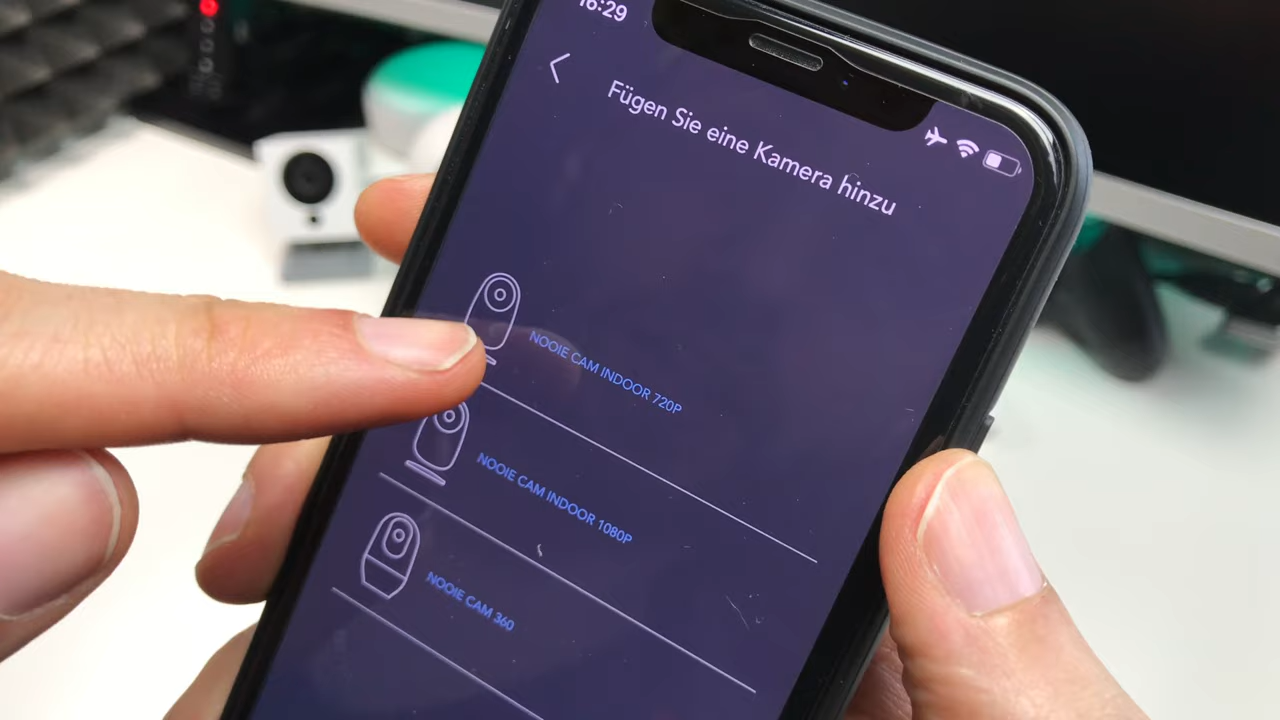 16:29
Fügen Sie eine Kamera hinzu
NOOIE CAM INDOOR 720P
NOOIE CAM INDOOR 1080P
NOOIE CAM 360